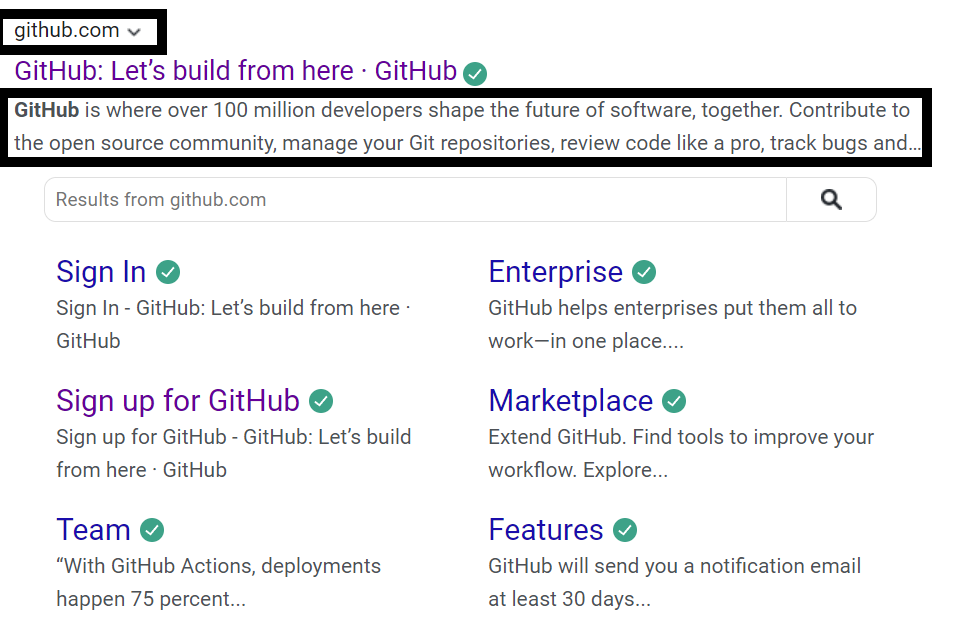 github.com
GitHub: Let’s build from here · GitHub
GitHub is where over 100 million developers shape the future of software, together. Contribute to
the open source community, manage your Git repositories, review code like a pro, track bugs and...
Results from github.com
Sign In
Sign In - GitHub: Let’s build from here ·
GitHub
Enterprise
GitHub helps enterprises put them all to
work—in one place....
Sign up for GitHub
Sign up for GitHub - GitHub: Let’s build
from here · GitHub
Marketplace
Extend GitHub. Find tools to improve your
workflow. Explore...
Team
“With GitHub Actions, deployments
happen 75 percent...
Features
GitHub will send you a notification email
at least 30 days...